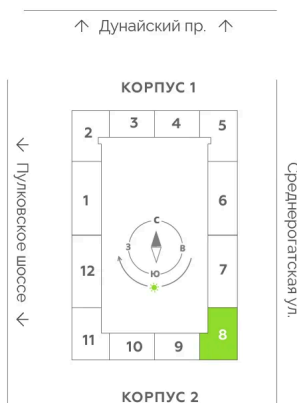 ↑ Дунайский пр. ↑
КОРПУС 1
2 3 4 5
← Пулковское шоссе ←
Среднерогатская ул.
1 6
С
З В
Ю
12 7
11 10 9 8
КОРПУС 2